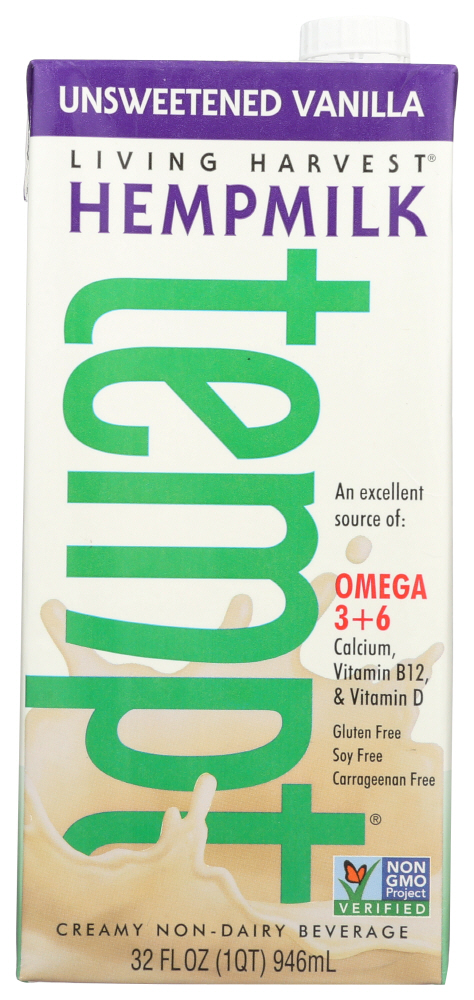 UNSWEETENED VANILLA
LIVING HARVEST®
HEMPMILK
tempt®
An excellent
source of:
OMEGA
3+6
Calcium,
Vitamin B12,
& Vitamin D
Gluten Free
Soy Free
Carrageenan Free
NON
GMO
Project
VERIFIED
CREAMY NON-DAIRY BEVERAGE
32 FL OZ (1QT) 946mL